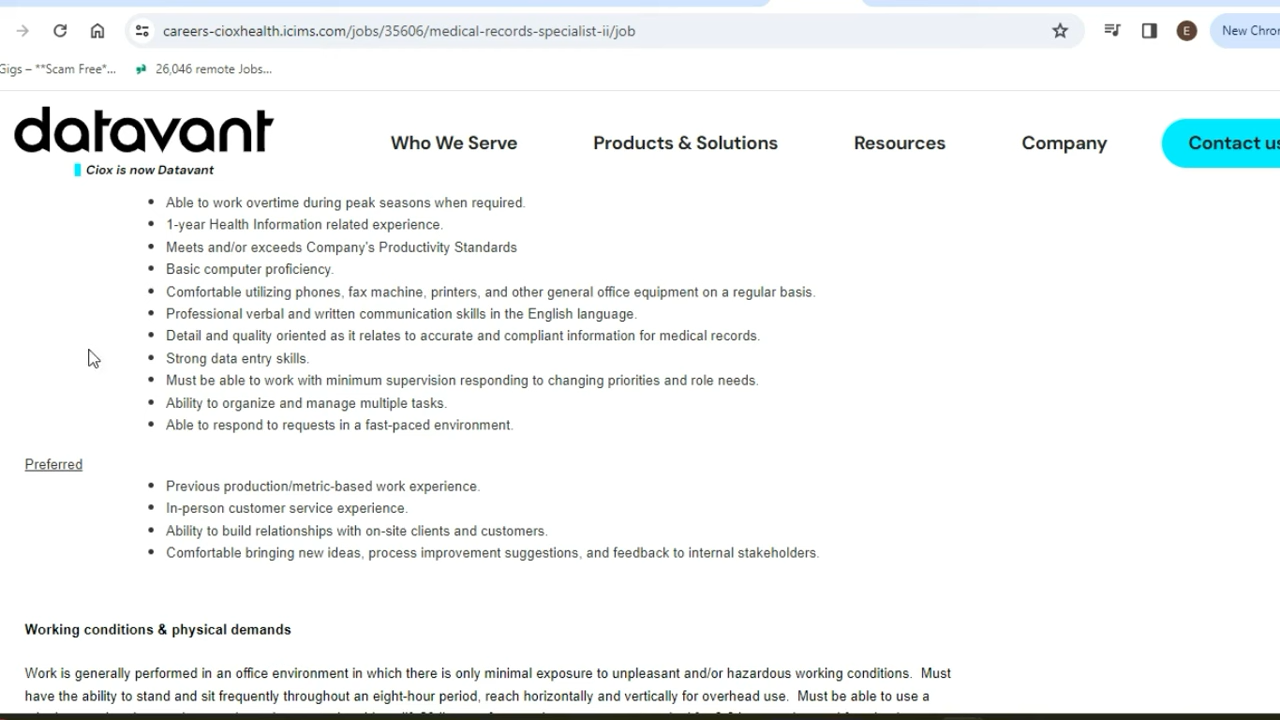 careers-cioxhealth.icims.com/jobs/35606/medical-records-specialist-ii/job
E
New Chror
Gigs – **Scam Free*...
26,046 remote Jobs...
datavant
Ciox is now Datavant
Who We Serve
Products & Solutions
Resources
Company
Contact us
• Able to work overtime during peak seasons when required.
• 1-year Health Information related experience.
• Meets and/or exceeds Company's Productivity Standards
• Basic computer proficiency.
• Comfortable utilizing phones, fax machine, printers, and other general office equipment on a regular basis.
• Professional verbal and written communication skills in the English language.
• Detail and quality oriented as it relates to accurate and compliant information for medical records.
• Strong data entry skills.
• Must be able to work with minimum supervision responding to changing priorities and role needs.
• Ability to organize and manage multiple tasks.
• Able to respond to requests in a fast-paced environment.
Preferred
• Previous production/metric-based work experience.
• In-person customer service experience.
• Ability to build relationships with on-site clients and customers.
• Comfortable bringing new ideas, process improvement suggestions, and feedback to internal stakeholders.
Working conditions & physical demands
Work is generally performed in an office environment in which there is only minimal exposure to unpleasant and/or hazardous working conditions. Must
have the ability to stand and sit frequently throughout an eight-hour period, reach horizontally and vertically for overhead use. Must be able to use a